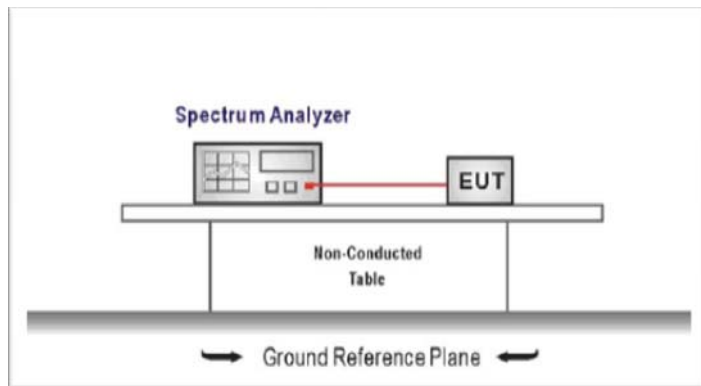 Spectrum Analyzer
EUT
Non-Conducted
Table
Ground Reference Plane